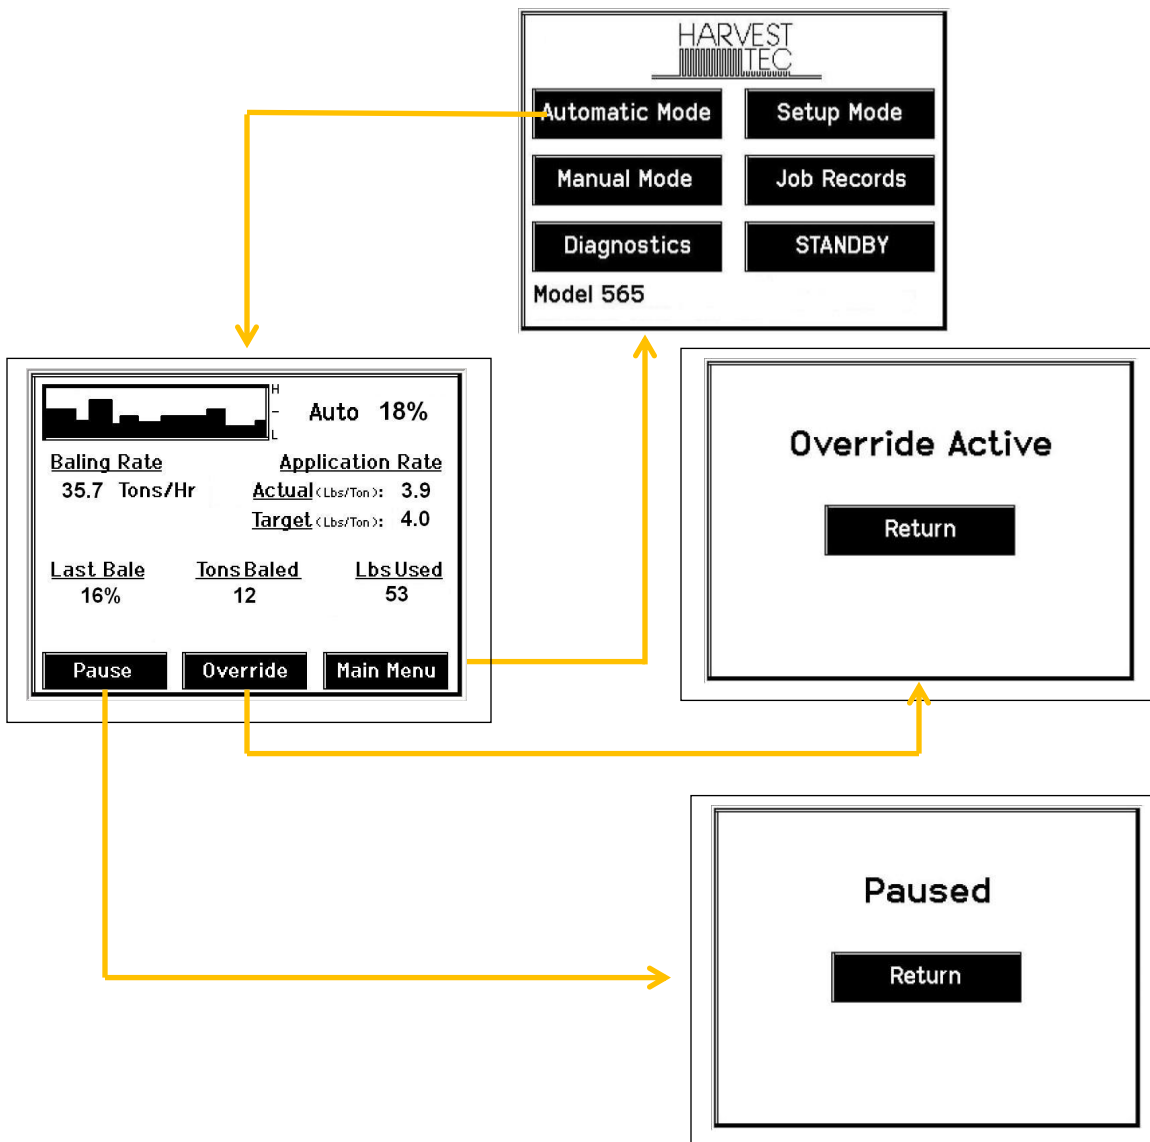 HARVEST
TEC
Automatic Mode Setup Mode
Manual Mode Job Records
Diagnostics STANDBY
Model 565
H
–
L
Auto 18%
Baling Rate Application Rate
35.7 Tons/Hr Actual (Lbs/Ton): 3.9
Target (Lbs/Ton): 4.0
Last Bale Tons Baled Lbs Used
16% 12 53
Pause Override Main Menu
Override Active
Return
Paused
Return